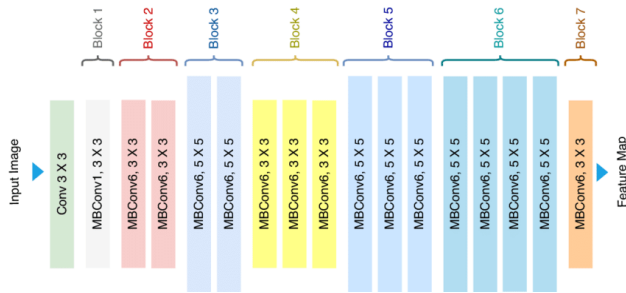 Block 1
Block 2
Block 3
Block 4
Block 5
Block 6
Block 7
Input Image
Conv 3 X 3
MBConv1, 3 X 3
MBConv6, 3 X 3
MBConv6, 3 X 3
MBConv6, 5 X 5
MBConv6, 5 X 5
MBConv6, 3 X 3
MBConv6, 3 X 3
MBConv6, 3 X 3
MBConv6, 5 X 5
MBConv6, 5 X 5
MBConv6, 5 X 5
MBConv6, 5 X 5
MBConv6, 5 X 5
MBConv6, 5 X 5
MBConv6, 5 X 5
MBConv6, 3 X 3
Feature Map